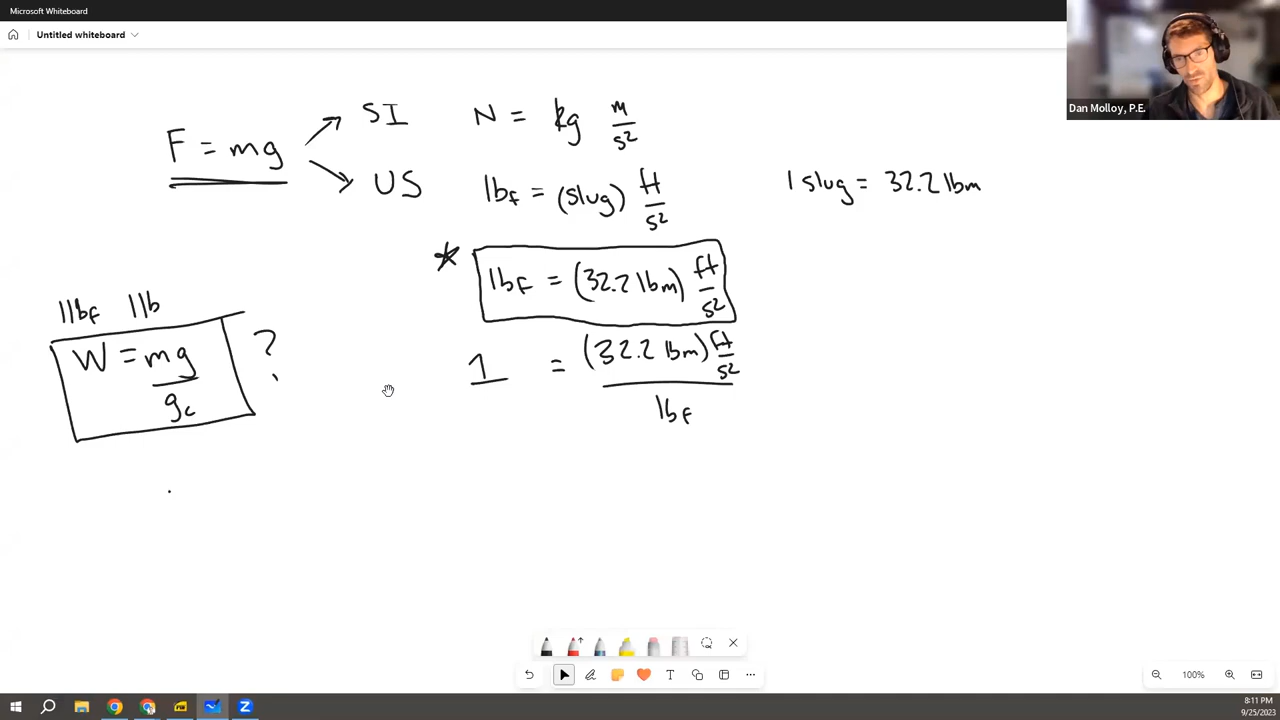 Microsoft Whiteboard
Untitled whiteboard
Dan Molloy, P.E.
F = mg
SI N = kg m/s²
US lbf = (slug) ft/s²
1 slug = 32.2 lbm
* lbf = (32.2 lbm) ft/s²
1 = (32.2 lbm) ft/s² / lbf
1lbf 1lb
W = mg/gc ?
100%
8:11 PM
9/25/2023